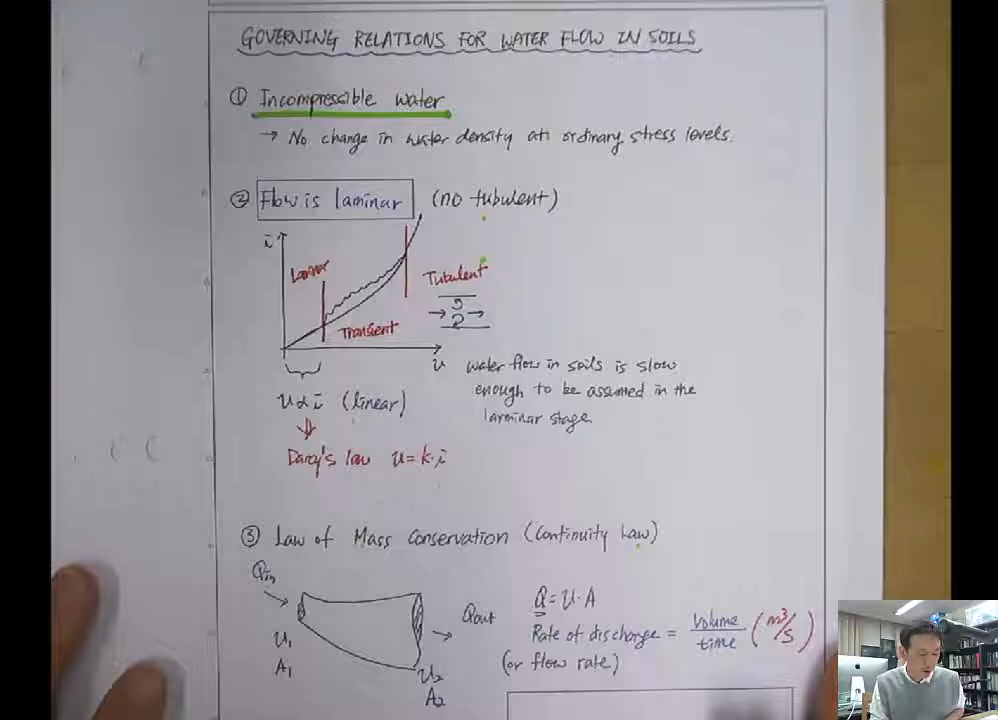 GOVERNING RELATIONS FOR WATER FLOW IN SOILS
① Incompressible water
→ No change in water density at ordinary stress levels.
② Flow is laminar (no tubulent)
i
Laminar
Transient
Tubulent
v
water flow in soils is slow
enough to be assumed in the
larminar stage
v ∝ i (linear)
Darcy's law v = k·i
③ Law of Mass Conservation (Continuity Law)
Qin
v1
A1
Qout
v2
A2
Q = v·A
Rate of discharge = volume/time (m³/s)
(or flow rate)